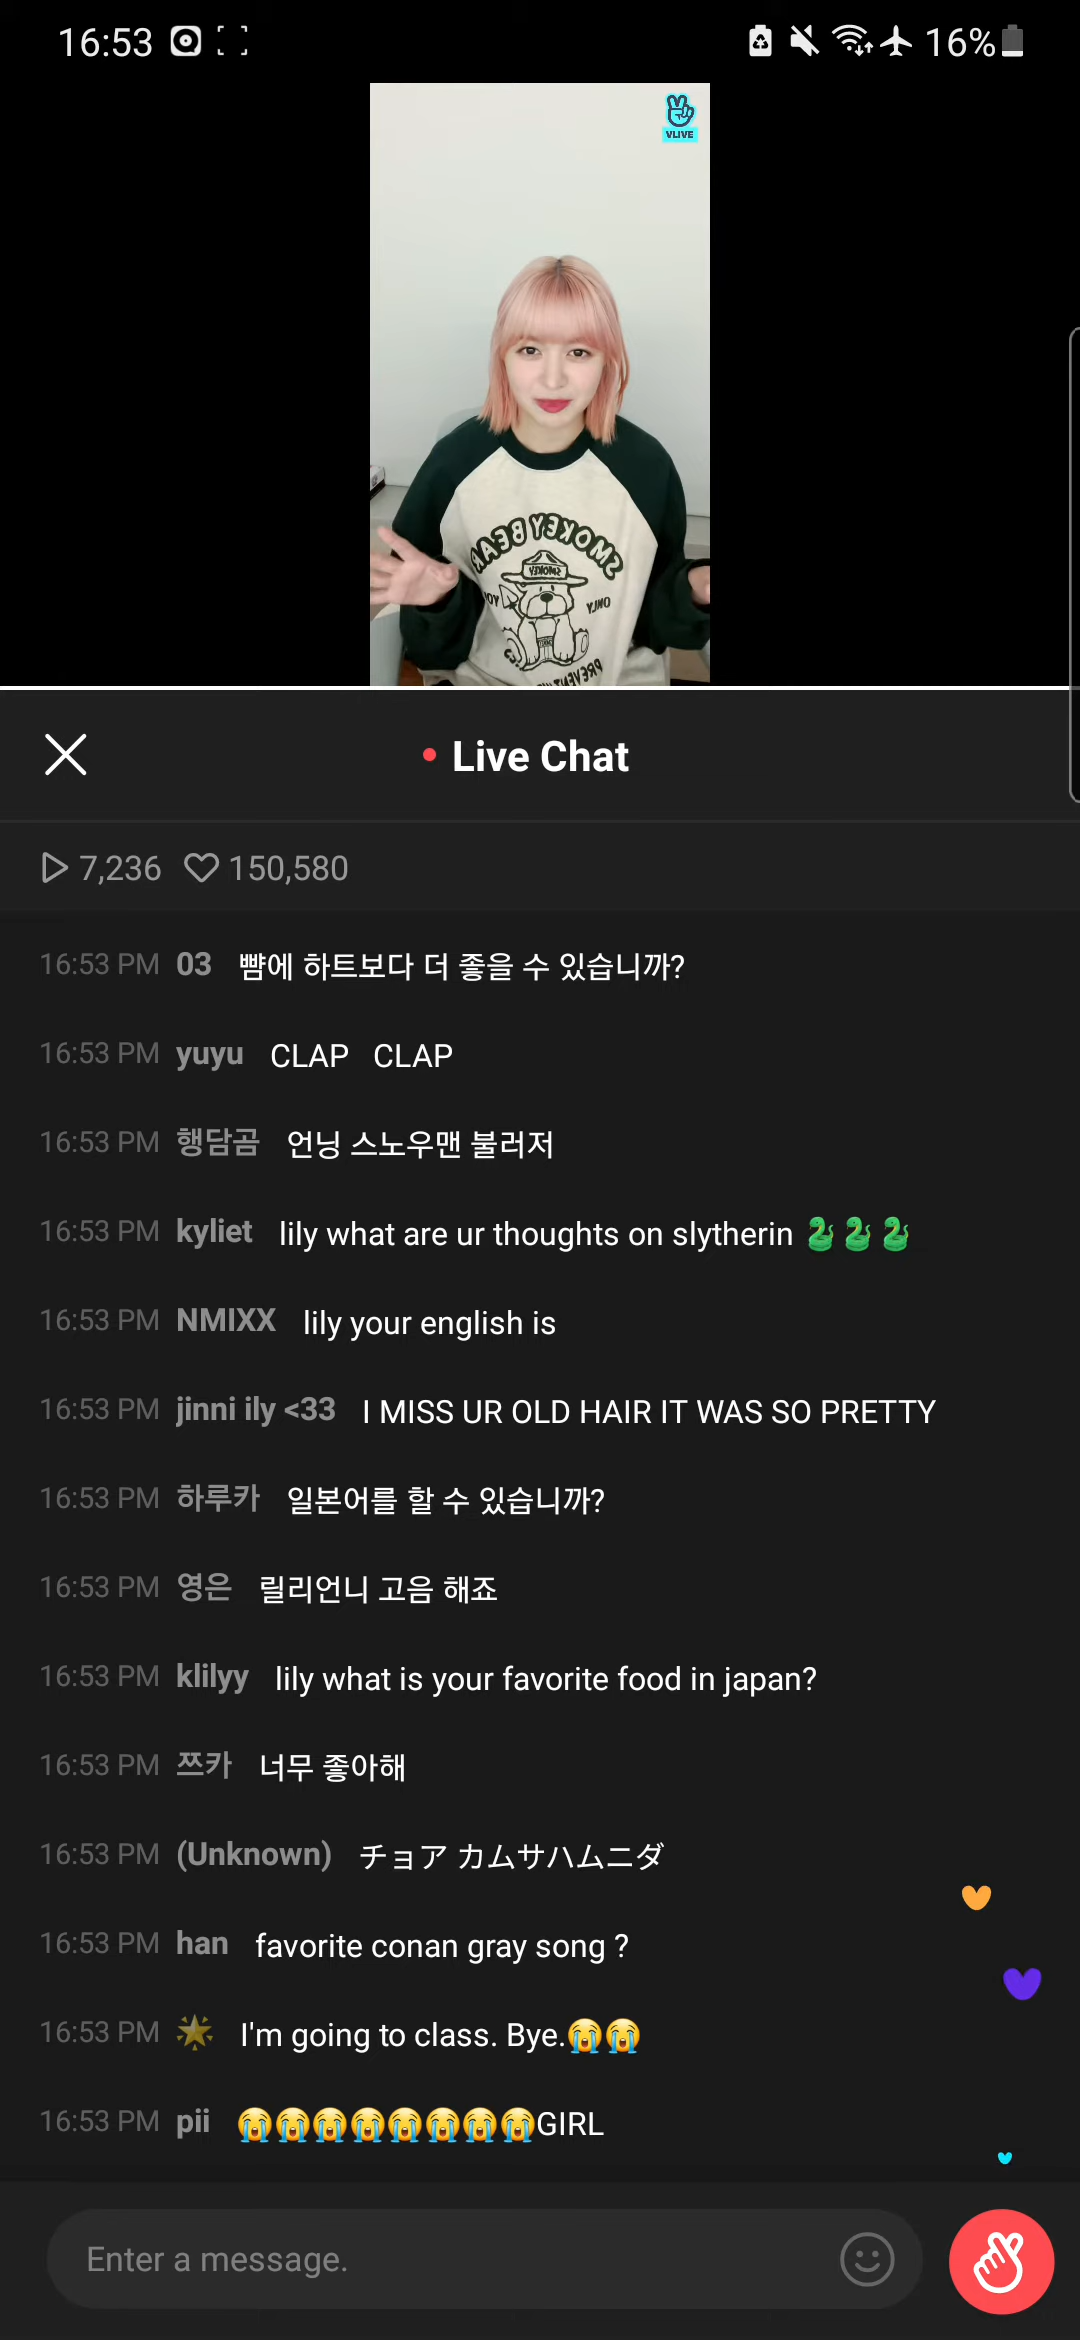 16:53
16%
VLIVE
SMOKEY BEAR
SMOKEY
ONLY YOU
Live Chat
7,236 150,580
16:53 PM 03 뺨에 하트보다 더 좋을 수 있습니까?
16:53 PM yuyu CLAP CLAP
16:53 PM 행담곰 언닝 스노우맨 불러저
16:53 PM kyliet lily what are ur thoughts on slytherin 🐍🐍🐍
16:53 PM NMIXX lily your english is
16:53 PM jinni ily <33 I MISS UR OLD HAIR IT WAS SO PRETTY
16:53 PM 하루카 일본어를 할 수 있습니까?
16:53 PM 영은 릴리언니 고음 해죠
16:53 PM klilyy lily what is your favorite food in japan?
16:53 PM 쯔카 너무 좋아해
16:53 PM (Unknown) チョア カムサハムニダ
16:53 PM han favorite conan gray song ?
16:53 PM 🌟 I'm going to class. Bye.😭😭
16:53 PM pii 😭😭😭😭😭😭😭😭GIRL
Enter a message.